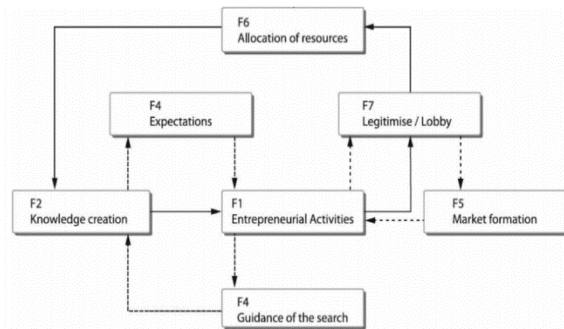 F6
Allocation of resources
F4
Expectations
F7
Legitimise / Lobby
F2
Knowledge creation
F1
Entrepreneurial Activities
F5
Market formation
F4
Guidance of the search